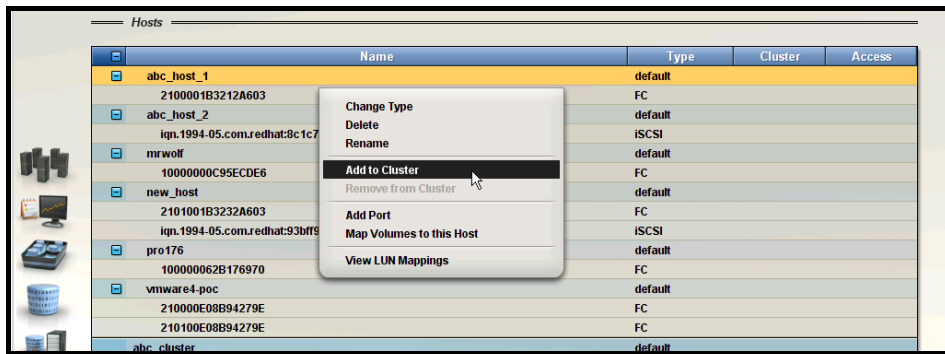 Hosts
Name Type Cluster Access
abc_host_1 default
2100001B3212A603 FC
Change Type
abc_host_2 default
Delete
iqn.1994-05.com.redhat:8c1c7 iSCSI
Rename
mrwolf default
10000000C95ECDE6 FC
Add to Cluster
Remove from Cluster
new_host default
2101001B3232A603 FC
Add Port
iqn.1994-05.com.redhat:93bff9 iSCSI
Map Volumes to this Host
pro176 default
View LUN Mappings
100000062B176970 FC
vmware4-poc default
210000E08B94279E FC
210100E08B94279E FC
abc_cluster default